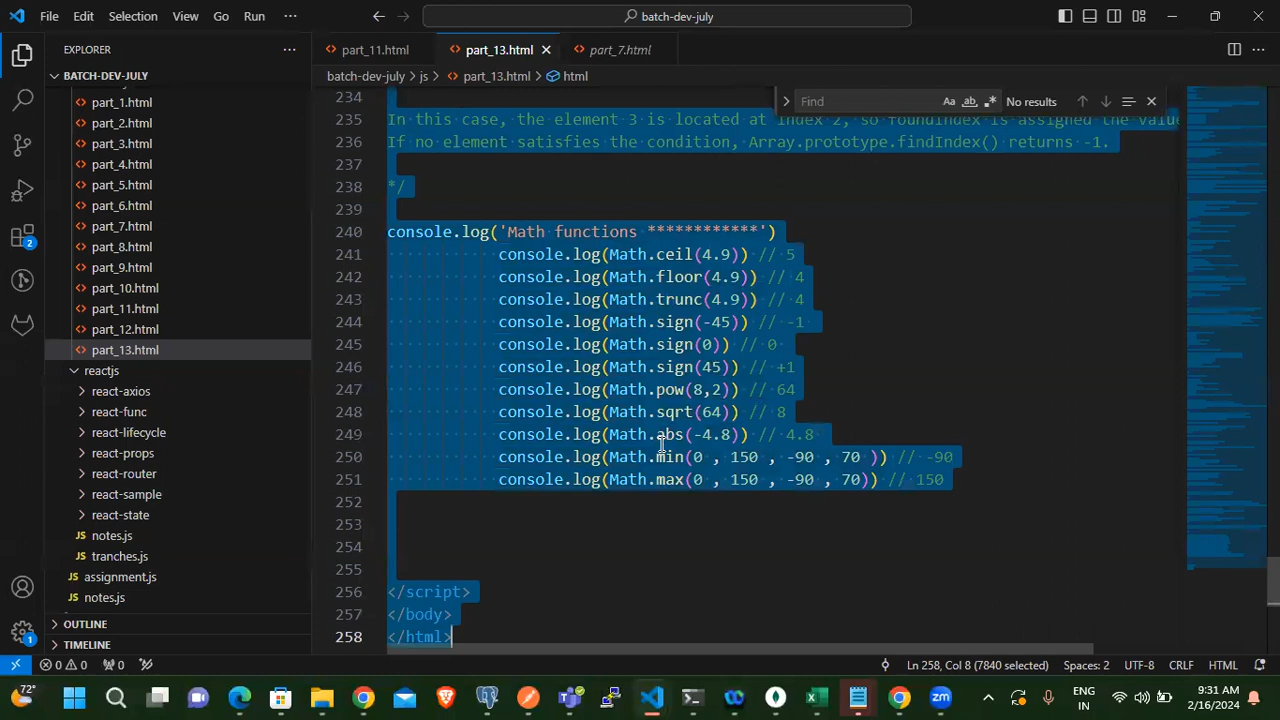 File Edit Selection View Go Run ···
batch-dev-july
EXPLORER
part_11.html
part_13.html
part_7.html
BATCH-DEV-JULY
batch-dev-july > js > part_13.html > html
part_1.html
part_2.html
part_3.html
part_4.html
part_5.html
part_6.html
part_7.html
part_8.html
part_9.html
part_10.html
part_11.html
part_12.html
part_13.html
reactjs
react-axios
react-func
react-lifecycle
react-props
react-router
react-sample
react-state
notes.js
tranches.js
assignment.js
notes.js
OUTLINE
TIMELINE
Find Aa ab .* No results
234
235 In this case, the element 3 is located at index 2, so foundIndex is assigned the value
236 If no element satisfies the condition, Array.prototype.findIndex() returns -1.
237
238 */
239
240 console.log('Math functions ************')
241 console.log(Math.ceil(4.9)) // 5
242 console.log(Math.floor(4.9)) // 4
243 console.log(Math.trunc(4.9)) // 4
244 console.log(Math.sign(-45)) // -1
245 console.log(Math.sign(0)) // 0
246 console.log(Math.sign(45)) // +1
247 console.log(Math.pow(8,2)) // 64
248 console.log(Math.sqrt(64)) // 8
249 console.log(Math.abs(-4.8)) // 4.8
250 console.log(Math.min(0 , 150 , -90 , 70 )) // -90
251 console.log(Math.max(0 , 150 , -90 , 70)) // 150
252
253
254
255
256 </script>
257 </body>
258 </html>
2
1
0 0 0
Ln 258, Col 8 (7840 selected) Spaces: 2 UTF-8 CRLF HTML
72°
zm
ENG
IN
9:31 AM
2/16/2024